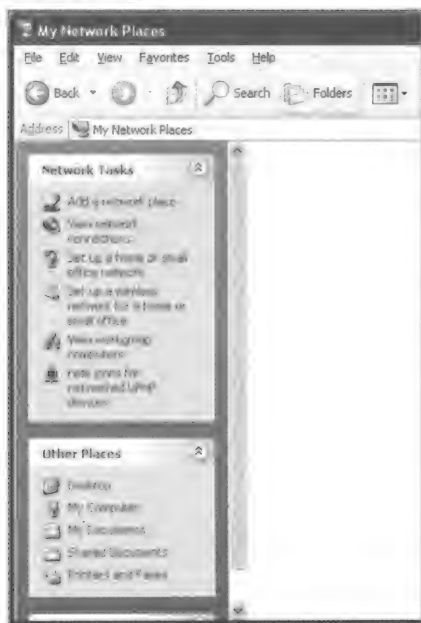 My Network Places
File Edit View Favorites Tools Help
Back Search Folders
Address My Network Places
Network Tasks
Add a network place
View network
connections
Set up a home or small
office network
Set up a wireless
network for a home or
small office
View workgroup
computers
Hide icons for
networked UPnP
devices
Other Places
Desktop
My Computer
My Documents
Shared Documents
Printers and Faxes